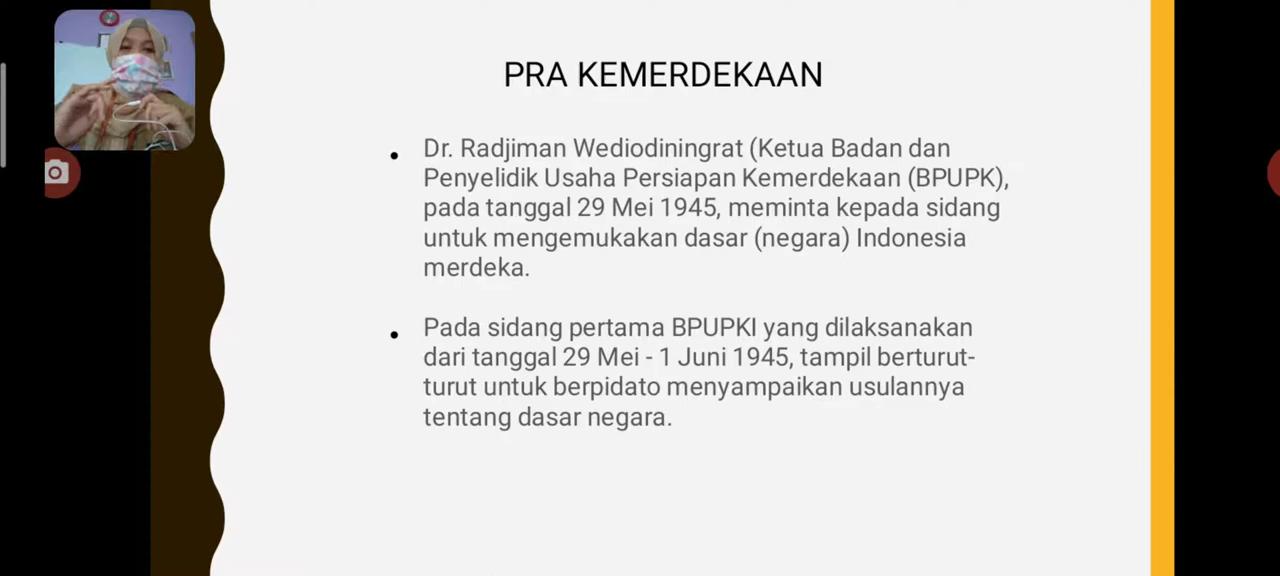 PRA KEMERDEKAAN
• Dr. Radjiman Wediodiningrat (Ketua Badan dan
Penyelidik Usaha Persiapan Kemerdekaan (BPUPK),
pada tanggal 29 Mei 1945, meminta kepada sidang
untuk mengemukakan dasar (negara) Indonesia
merdeka.
• Pada sidang pertama BPUPKI yang dilaksanakan
dari tanggal 29 Mei - 1 Juni 1945, tampil berturut-
turut untuk berpidato menyampaikan usulannya
tentang dasar negara.